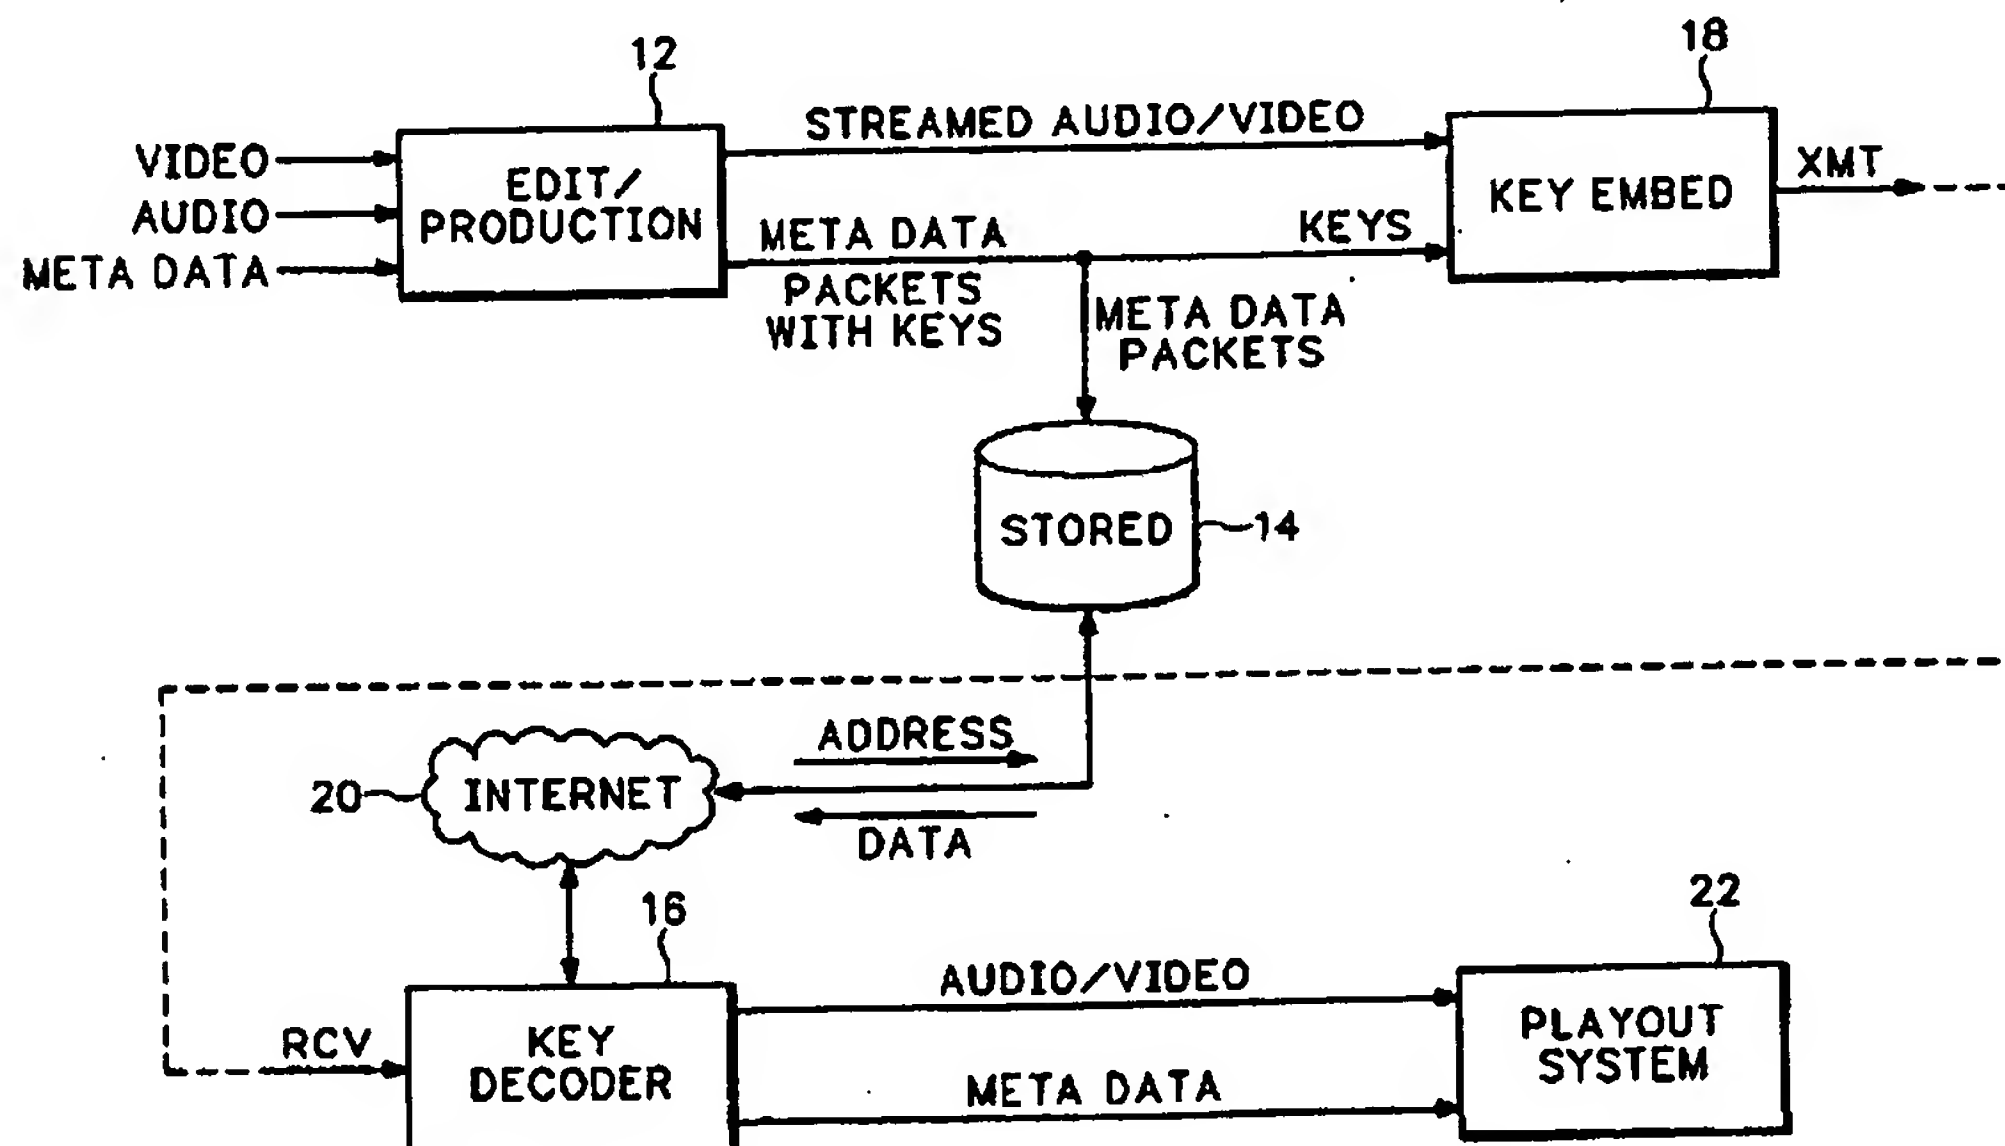 12
18
VIDEO
AUDIO
META DATA
EDIT/
PRODUCTION
STREAMED AUDIO/VIDEO
META DATA
PACKETS
WITH KEYS
KEYS
KEY EMBED
XMT
META DATA
PACKETS
STORED
14
ADDRESS
20
INTERNET
DATA
16
22
RCV
KEY
DECODER
AUDIO/VIDEO
META DATA
PLAYOUT
SYSTEM